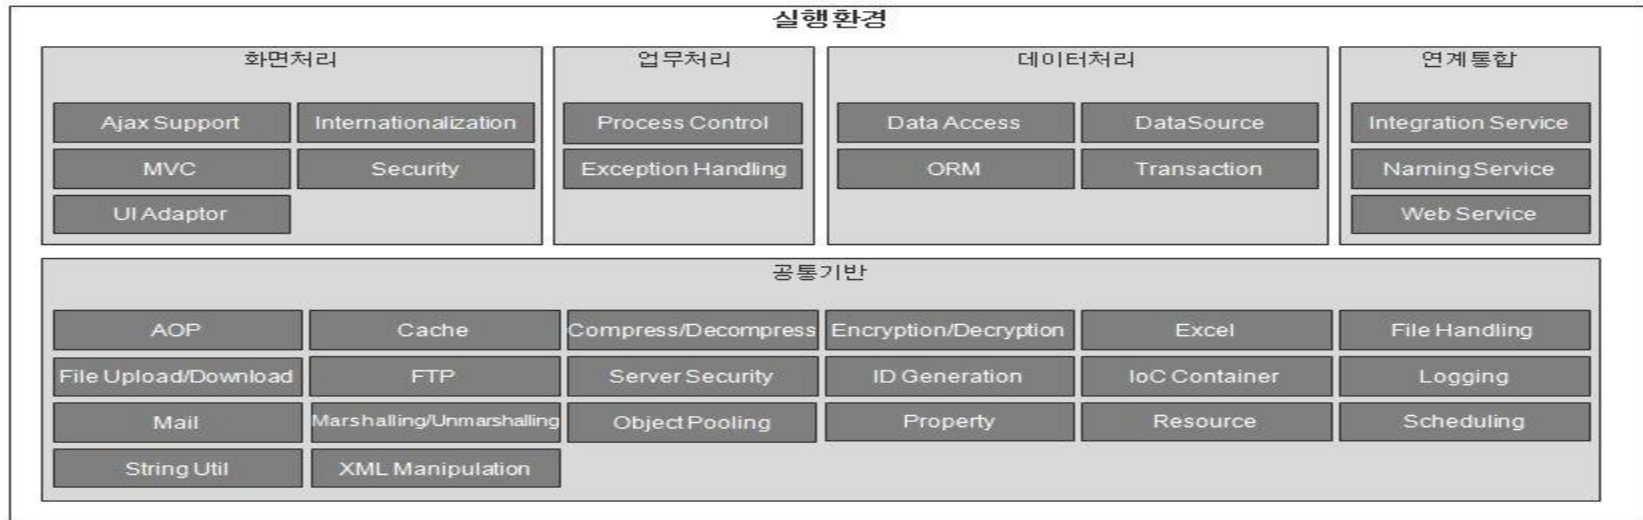 실행환경
화면처리
Ajax Support
Internationalization
MVC
Security
UI Adaptor
업무처리
Process Control
Exception Handling
데이터처리
Data Access
DataSource
ORM
Transaction
연계통합
Integration Service
Naming Service
Web Service
공통기반
AOP
Cache
Compress/Decompress
Encryption/Decryption
Excel
File Handling
File Upload/Download
FTP
Server Security
ID Generation
IoC Container
Logging
Mail
Marshalling/Unmarshalling
Object Pooling
Property
Resource
Scheduling
String Util
XML Manipulation